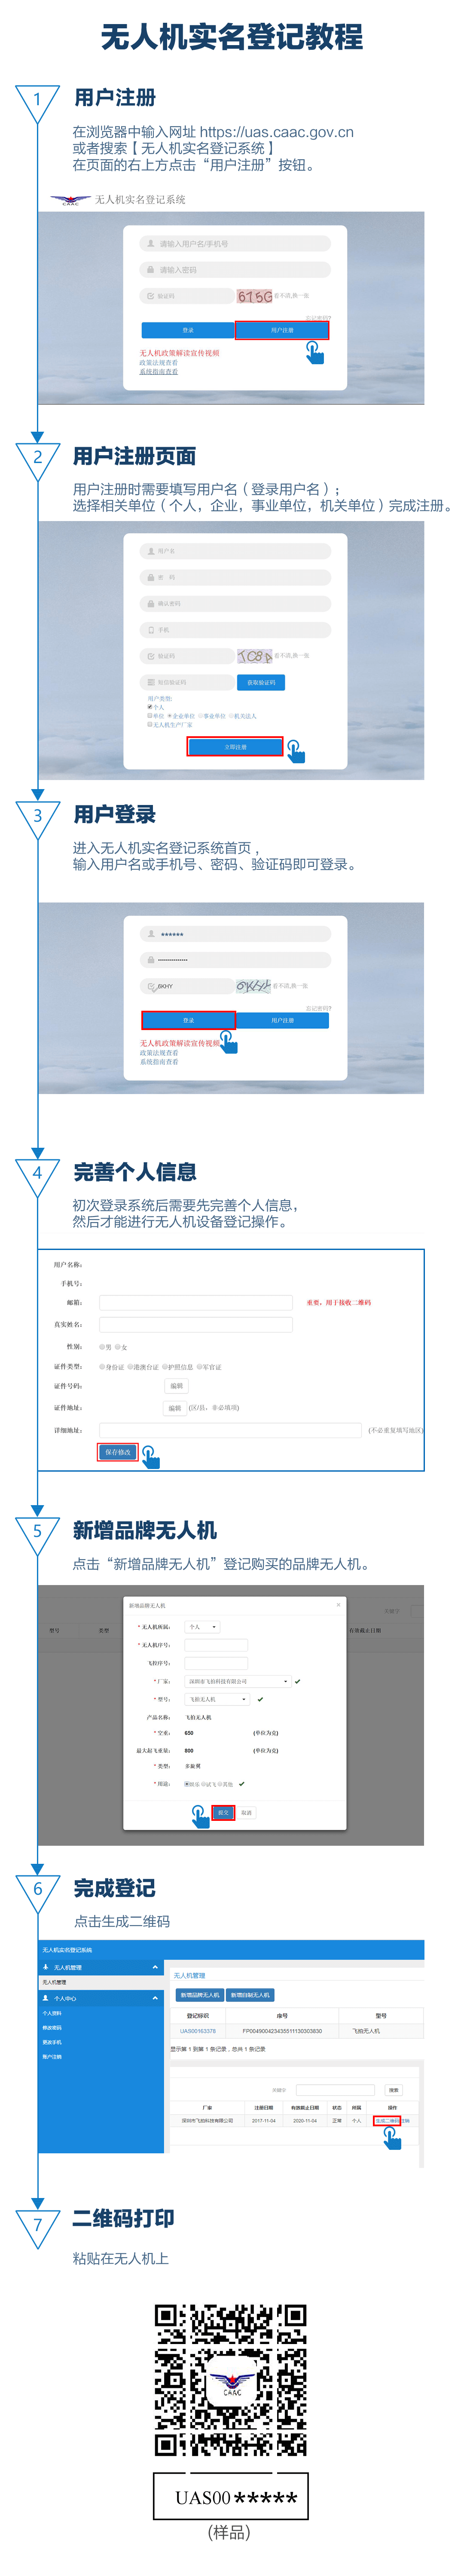 无人机实名登记教程
1
用户注册
在浏览器中输入网址 https://uas.caac.gov.cn
或者搜索【无人机实名登记系统】
在页面的右上方点击“用户注册”按钮。
CAAC 无人机实名登记系统
请输入用户名/手机号
请输入密码
验证码 675G 看不清,换一张
忘记密码?
登录 用户注册
无人机政策解读宣传视频
政策法规查看
系统指南查看
2
用户注册页面
用户注册时需要填写用户名（登录用户名）；
选择相关单位（个人，企业，事业单位，机关单位）完成注册。
用户名
密 码
确认密码
手机
验证码 看不清,换一张
短信验证码 获取验证码
用户类型:
个人
单位 企业单位 事业单位 机关法人
无人机生产厂家
立即注册
3
用户登录
进入无人机实名登记系统首页，
输入用户名或手机号、密码、验证码即可登录。
******
看不清,换一张
忘记密码?
登录 用户注册
无人机政策解读宣传视频
政策法规查看
系统指南查看
4
完善个人信息
初次登录系统后需要先完善个人信息，
然后才能进行无人机设备登记操作。
用户名称:
手机号:
邮箱: 重要，用于接收二维码
真实姓名:
性别: 男 女
证件类型: 身份证 港澳台证 护照信息 军官证
证件号码: 编辑
证件地址: 编辑 (区/县，非必填项)
详细地址: (不必重复填写地区)
保存修改
5
新增品牌无人机
点击“新增品牌无人机”登记购买的品牌无人机。
新增品牌无人机 ×
关键字
型号 类型 有效截止日期
* 无人机所属: 个人
* 无人机序号:
飞控序号:
* 厂家: 深圳市飞拍科技有限公司
* 型号: 飞拍无人机
产品名称: 飞拍无人机
* 空重: 650 (单位为克)
最大起飞重量: 800 (单位为克)
* 类型: 多旋翼
* 用途: 娱乐 试飞 其他
提交 取消
6
完成登记
点击生成二维码
无人机实名登记系统
无人机管理
无人机管理
个人中心
个人资料
修改密码
更改手机
账户注销
无人机管理
新增品牌无人机 新增自制无人机
登记标识 序号 型号
UAS00163378 FP004900423435511130303830 飞拍无人机
显示第 1 到第 1 条记录，总共 1 条记录
关键字 搜索
厂家 注册日期 有效截止日期 状态 所属 操作
深圳市飞拍科技有限公司 2017-11-04 2020-11-04 正常 个人 生成二维码
7
二维码打印
粘贴在无人机上
CAAC
UAS00*****
(样品)